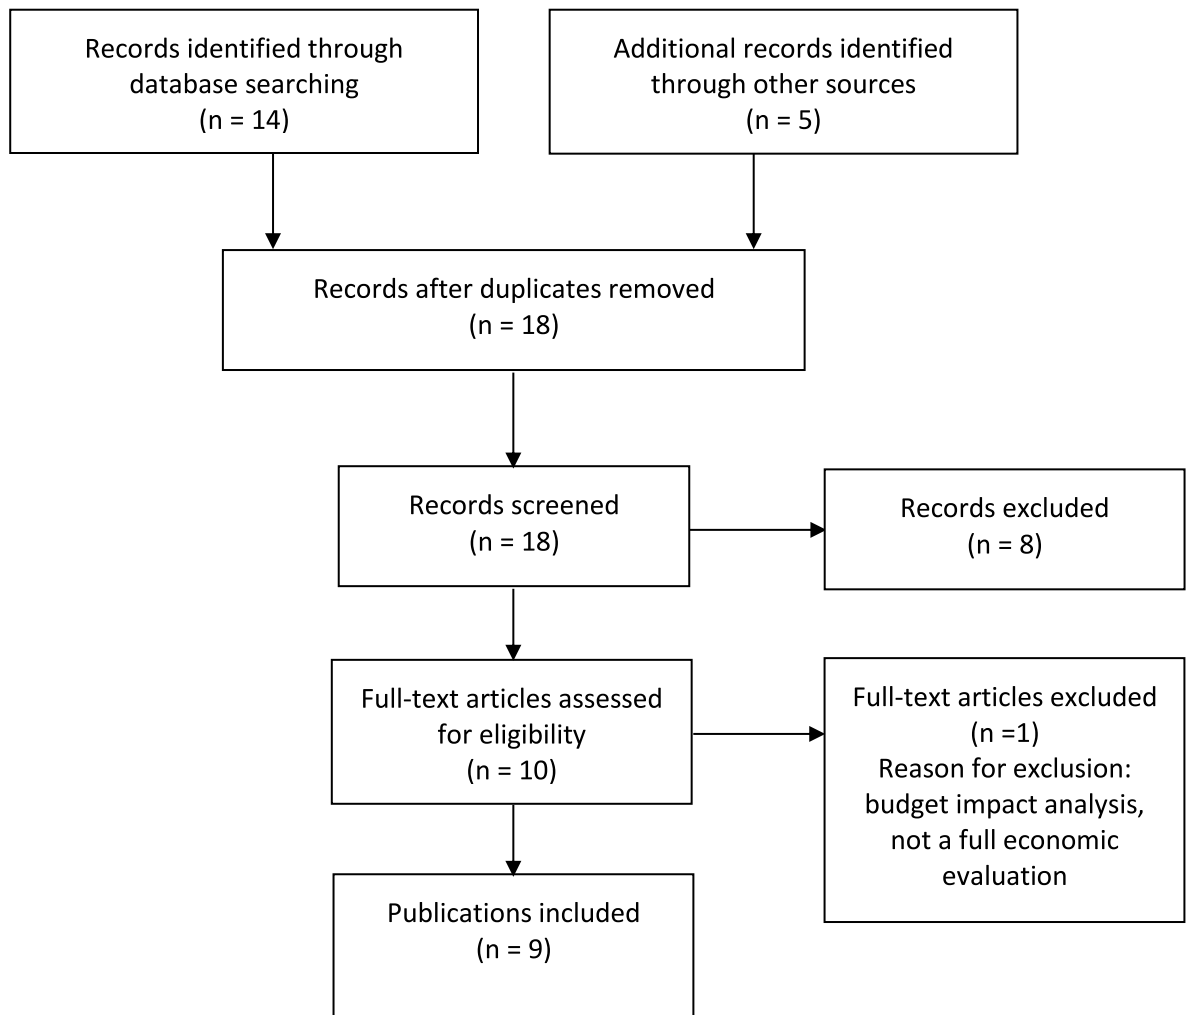 Records identified through
database searching
(n = 14)
Additional records identified
through other sources
(n = 5)
Records after duplicates removed
(n = 18)
Records screened
(n = 18)
Records excluded
(n = 8)
Full-text articles assessed
for eligibility
(n = 10)
Full-text articles excluded
(n =1)
Reason for exclusion:
budget impact analysis,
not a full economic
evaluation
Publications included
(n = 9)